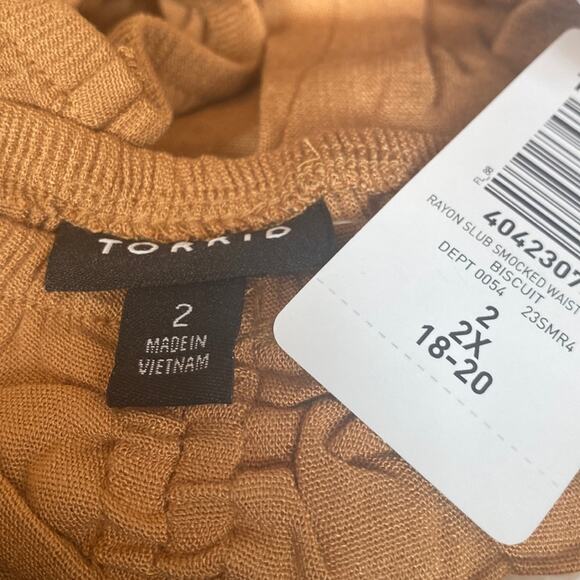 TORRID
2
MADE IN
VIETNAM
4042307
RAYON SLUB SMOCKED WAIST
BISCUIT
DEPT 0054 23SMR4
2
2X
18-20